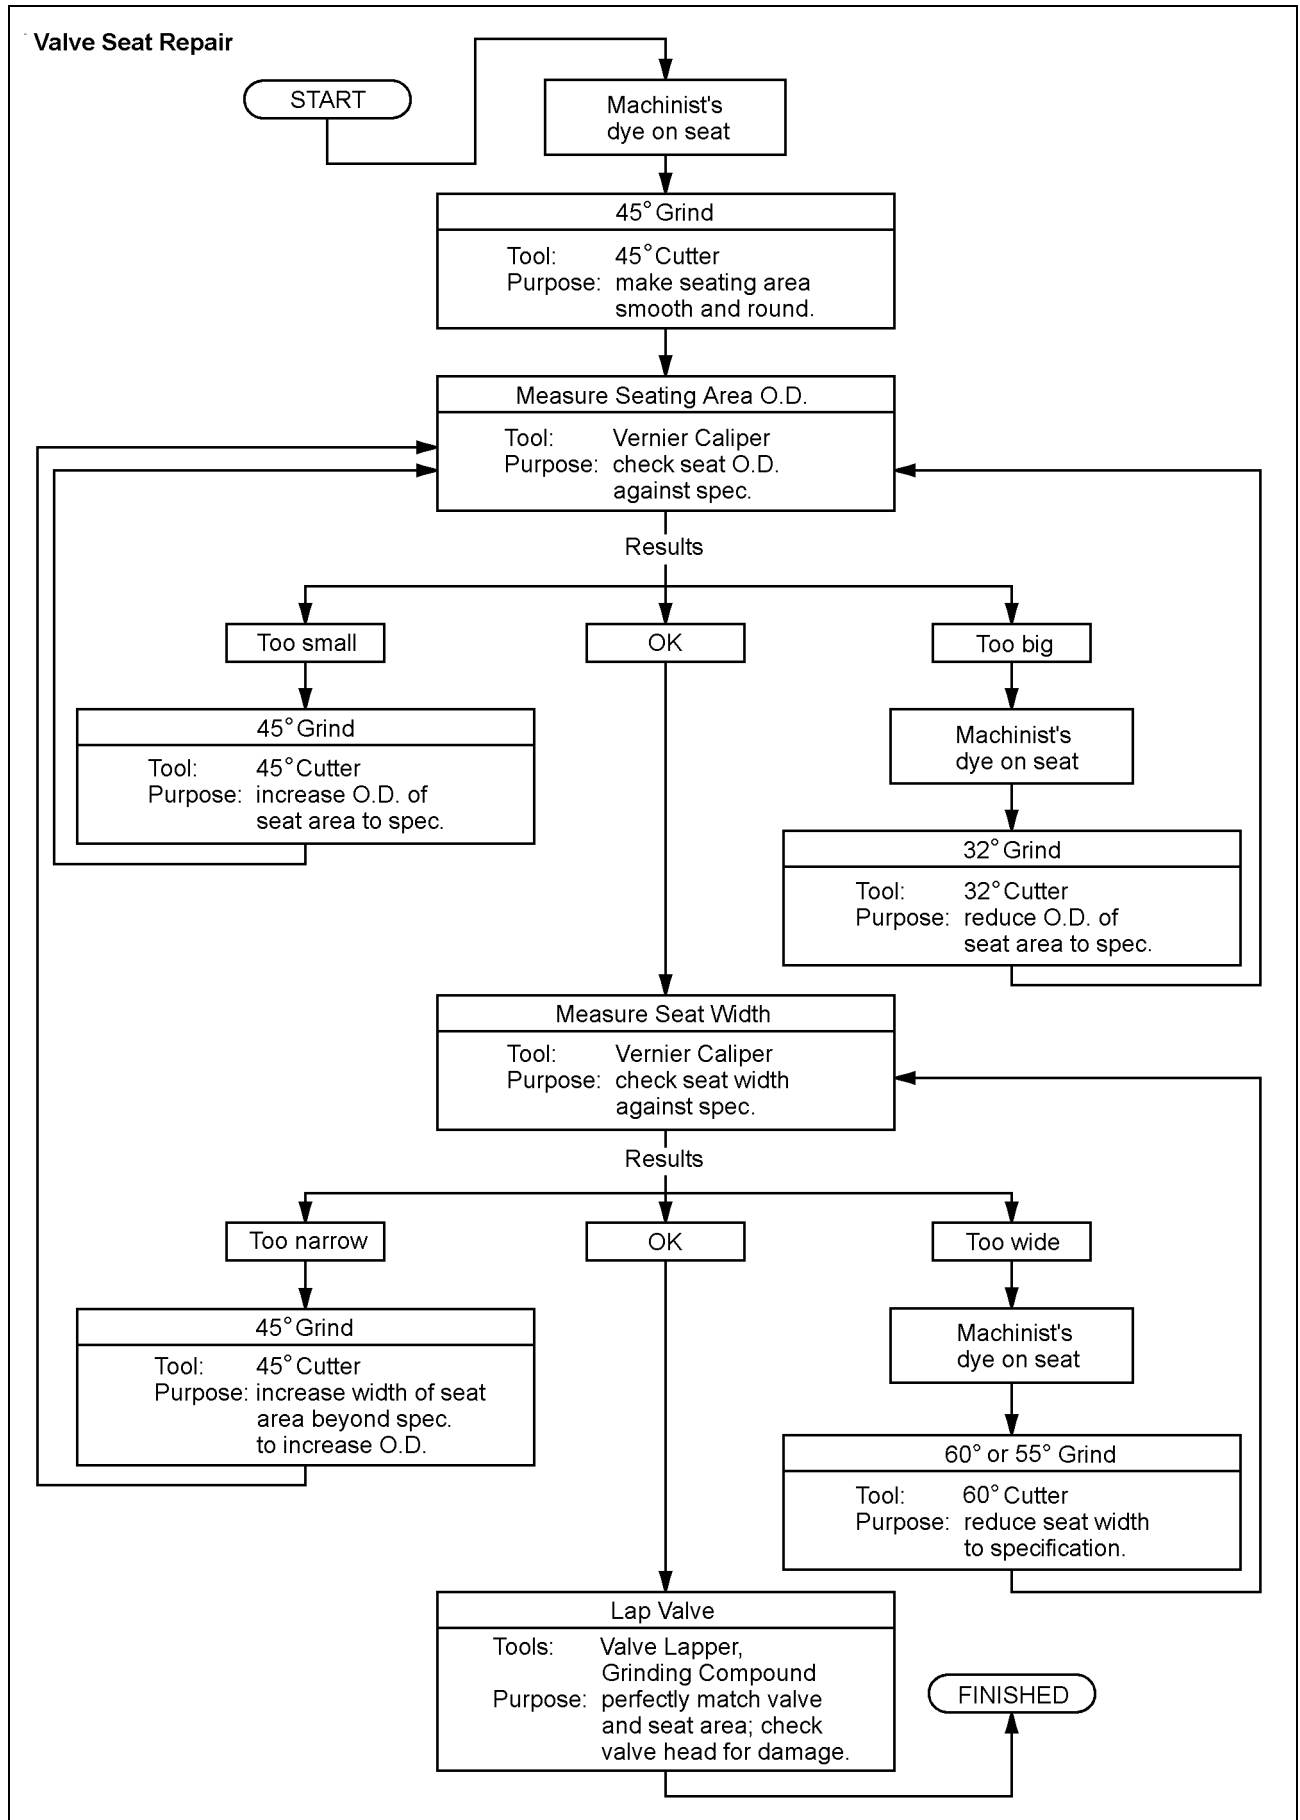 Valve Seat Repair
START
Machinist's
dye on seat
45° Grind
Tool: 45° Cutter
Purpose: make seating area
smooth and round.
Measure Seating Area O.D.
Tool: Vernier Caliper
Purpose: check seat O.D.
against spec.
Results
Too small
OK
Too big
45° Grind
Tool: 45° Cutter
Purpose: increase O.D. of
seat area to spec.
Machinist's
dye on seat
32° Grind
Tool: 32° Cutter
Purpose: reduce O.D. of
seat area to spec.
Measure Seat Width
Tool: Vernier Caliper
Purpose: check seat width
against spec.
Results
Too narrow
OK
Too wide
45° Grind
Tool: 45° Cutter
Purpose: increase width of seat
area beyond spec.
to increase O.D.
Machinist's
dye on seat
60° or 55° Grind
Tool: 60° Cutter
Purpose: reduce seat width
to specification.
Lap Valve
Tools: Valve Lapper,
Grinding Compound
Purpose: perfectly match valve
and seat area; check
valve head for damage.
FINISHED